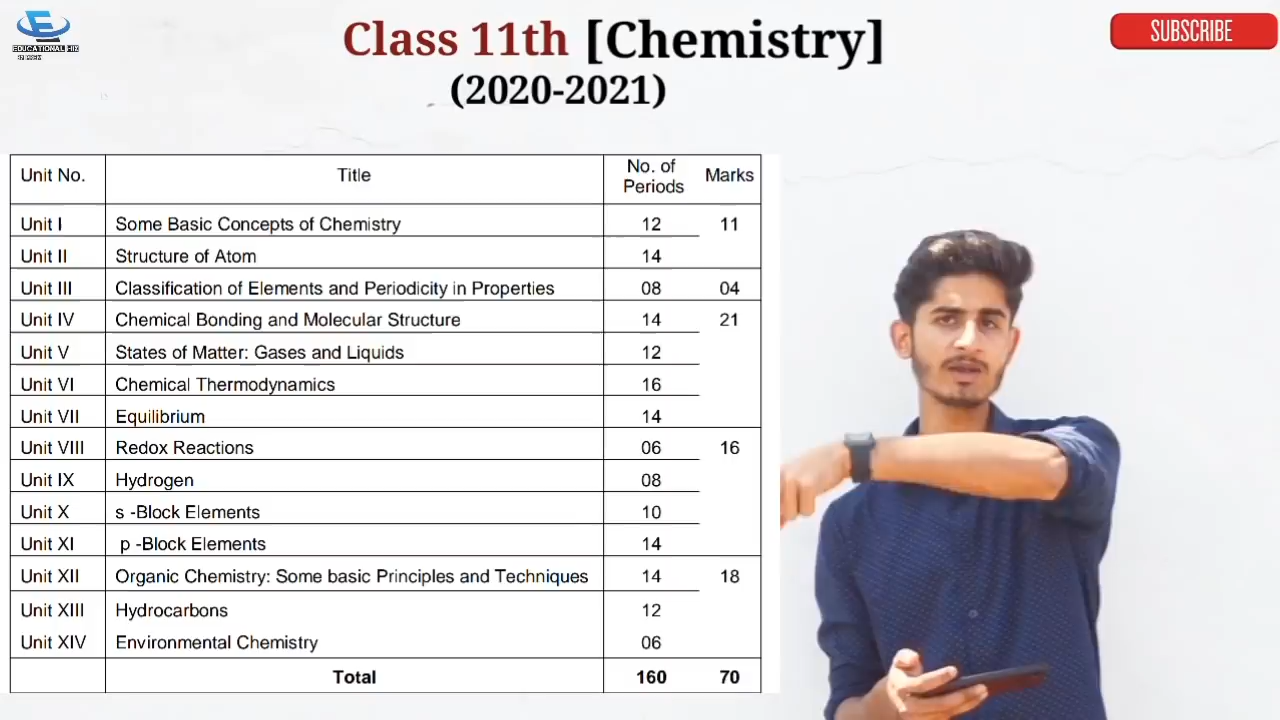 Class 11th [Chemistry]
(2020-2021)
SUBSCRIBE
Unit No. Title No. of Periods Marks
Unit I Some Basic Concepts of Chemistry 12 11
Unit II Structure of Atom 14
Unit III Classification of Elements and Periodicity in Properties 08 04
Unit IV Chemical Bonding and Molecular Structure 14 21
Unit V States of Matter: Gases and Liquids 12
Unit VI Chemical Thermodynamics 16
Unit VII Equilibrium 14
Unit VIII Redox Reactions 06 16
Unit IX Hydrogen 08
Unit X s -Block Elements 10
Unit XI p -Block Elements 14
Unit XII Organic Chemistry: Some basic Principles and Techniques 14 18
Unit XIII Hydrocarbons 12
Unit XIV Environmental Chemistry 06
Total 160 70